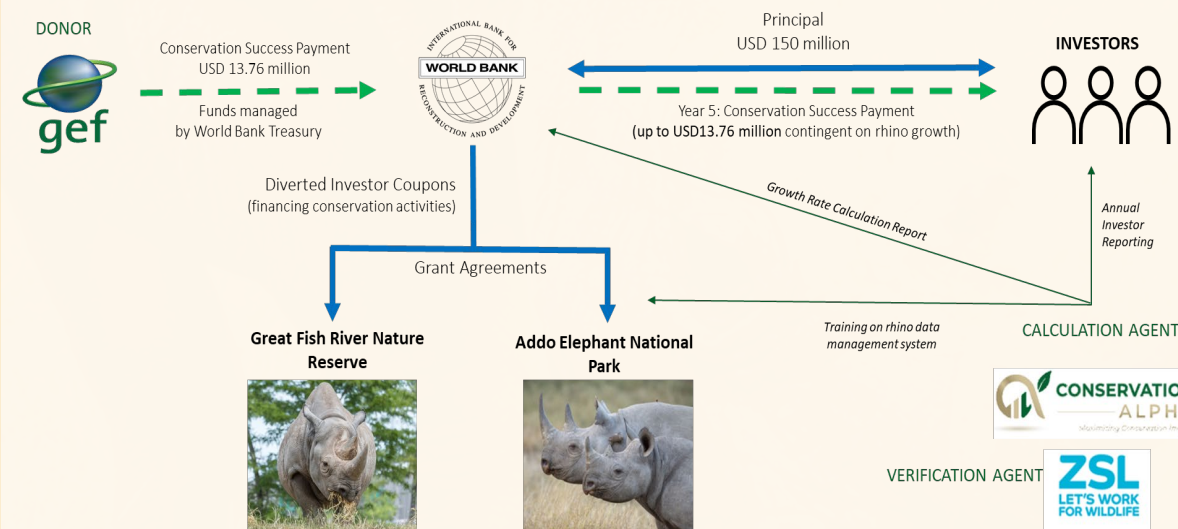 DONOR
gef
Conservation Success Payment
USD 13.76 million
Funds managed
by World Bank Treasury
INTERNATIONAL BANK FOR
WORLD BANK
RECONSTRUCTION AND DEVELOPMENT
Principal
USD 150 million
Year 5: Conservation Success Payment
(up to USD13.76 million contingent on rhino growth)
INVESTORS
Diverted Investor Coupons
(financing conservation activities)
Grant Agreements
Growth Rate Calculation Report
Annual
Investor
Reporting
Great Fish River Nature
Reserve
Addo Elephant National
Park
Training on rhino data
management system
CALCULATION AGENT
CONSERVATIO
ALPH
VERIFICATION AGENT
ZSL
LET'S WORK
FOR WILDLIFE